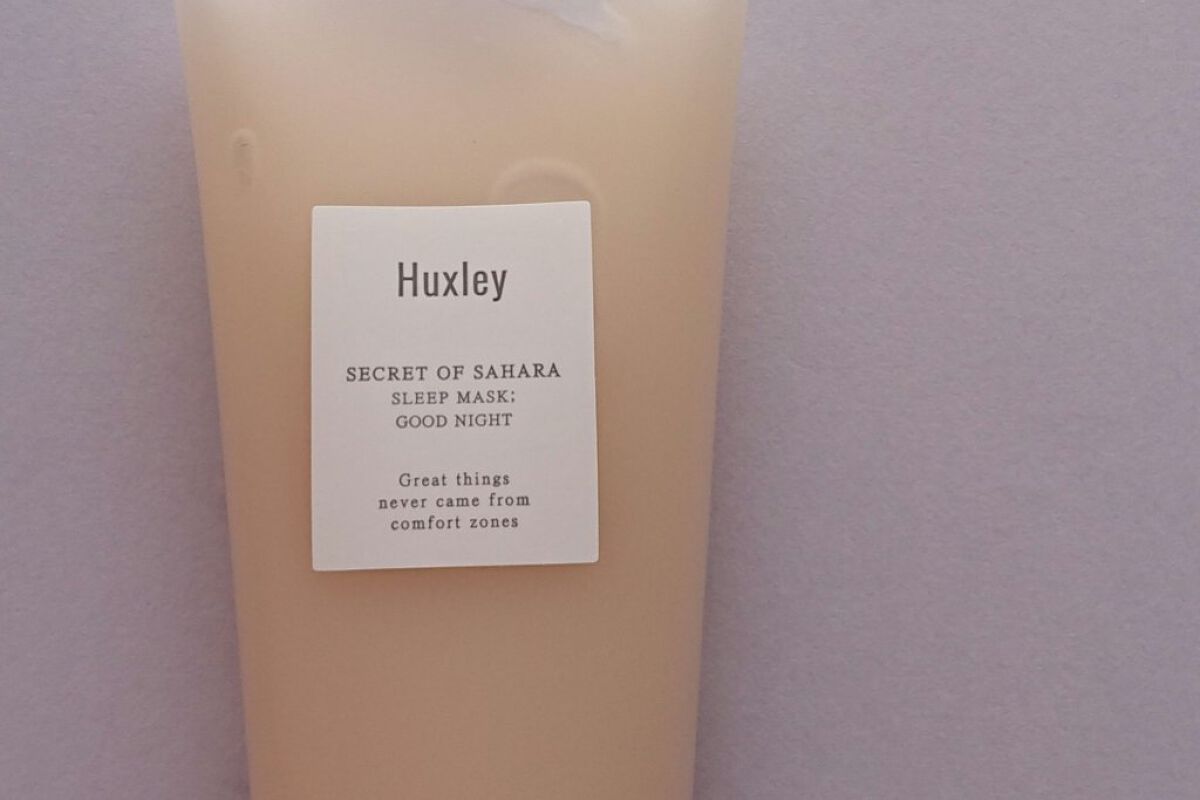 Huxley
SECRET OF SAHARA
SLEEP MASK;
GOOD NIGHT
Great things
never came from
comfort zones